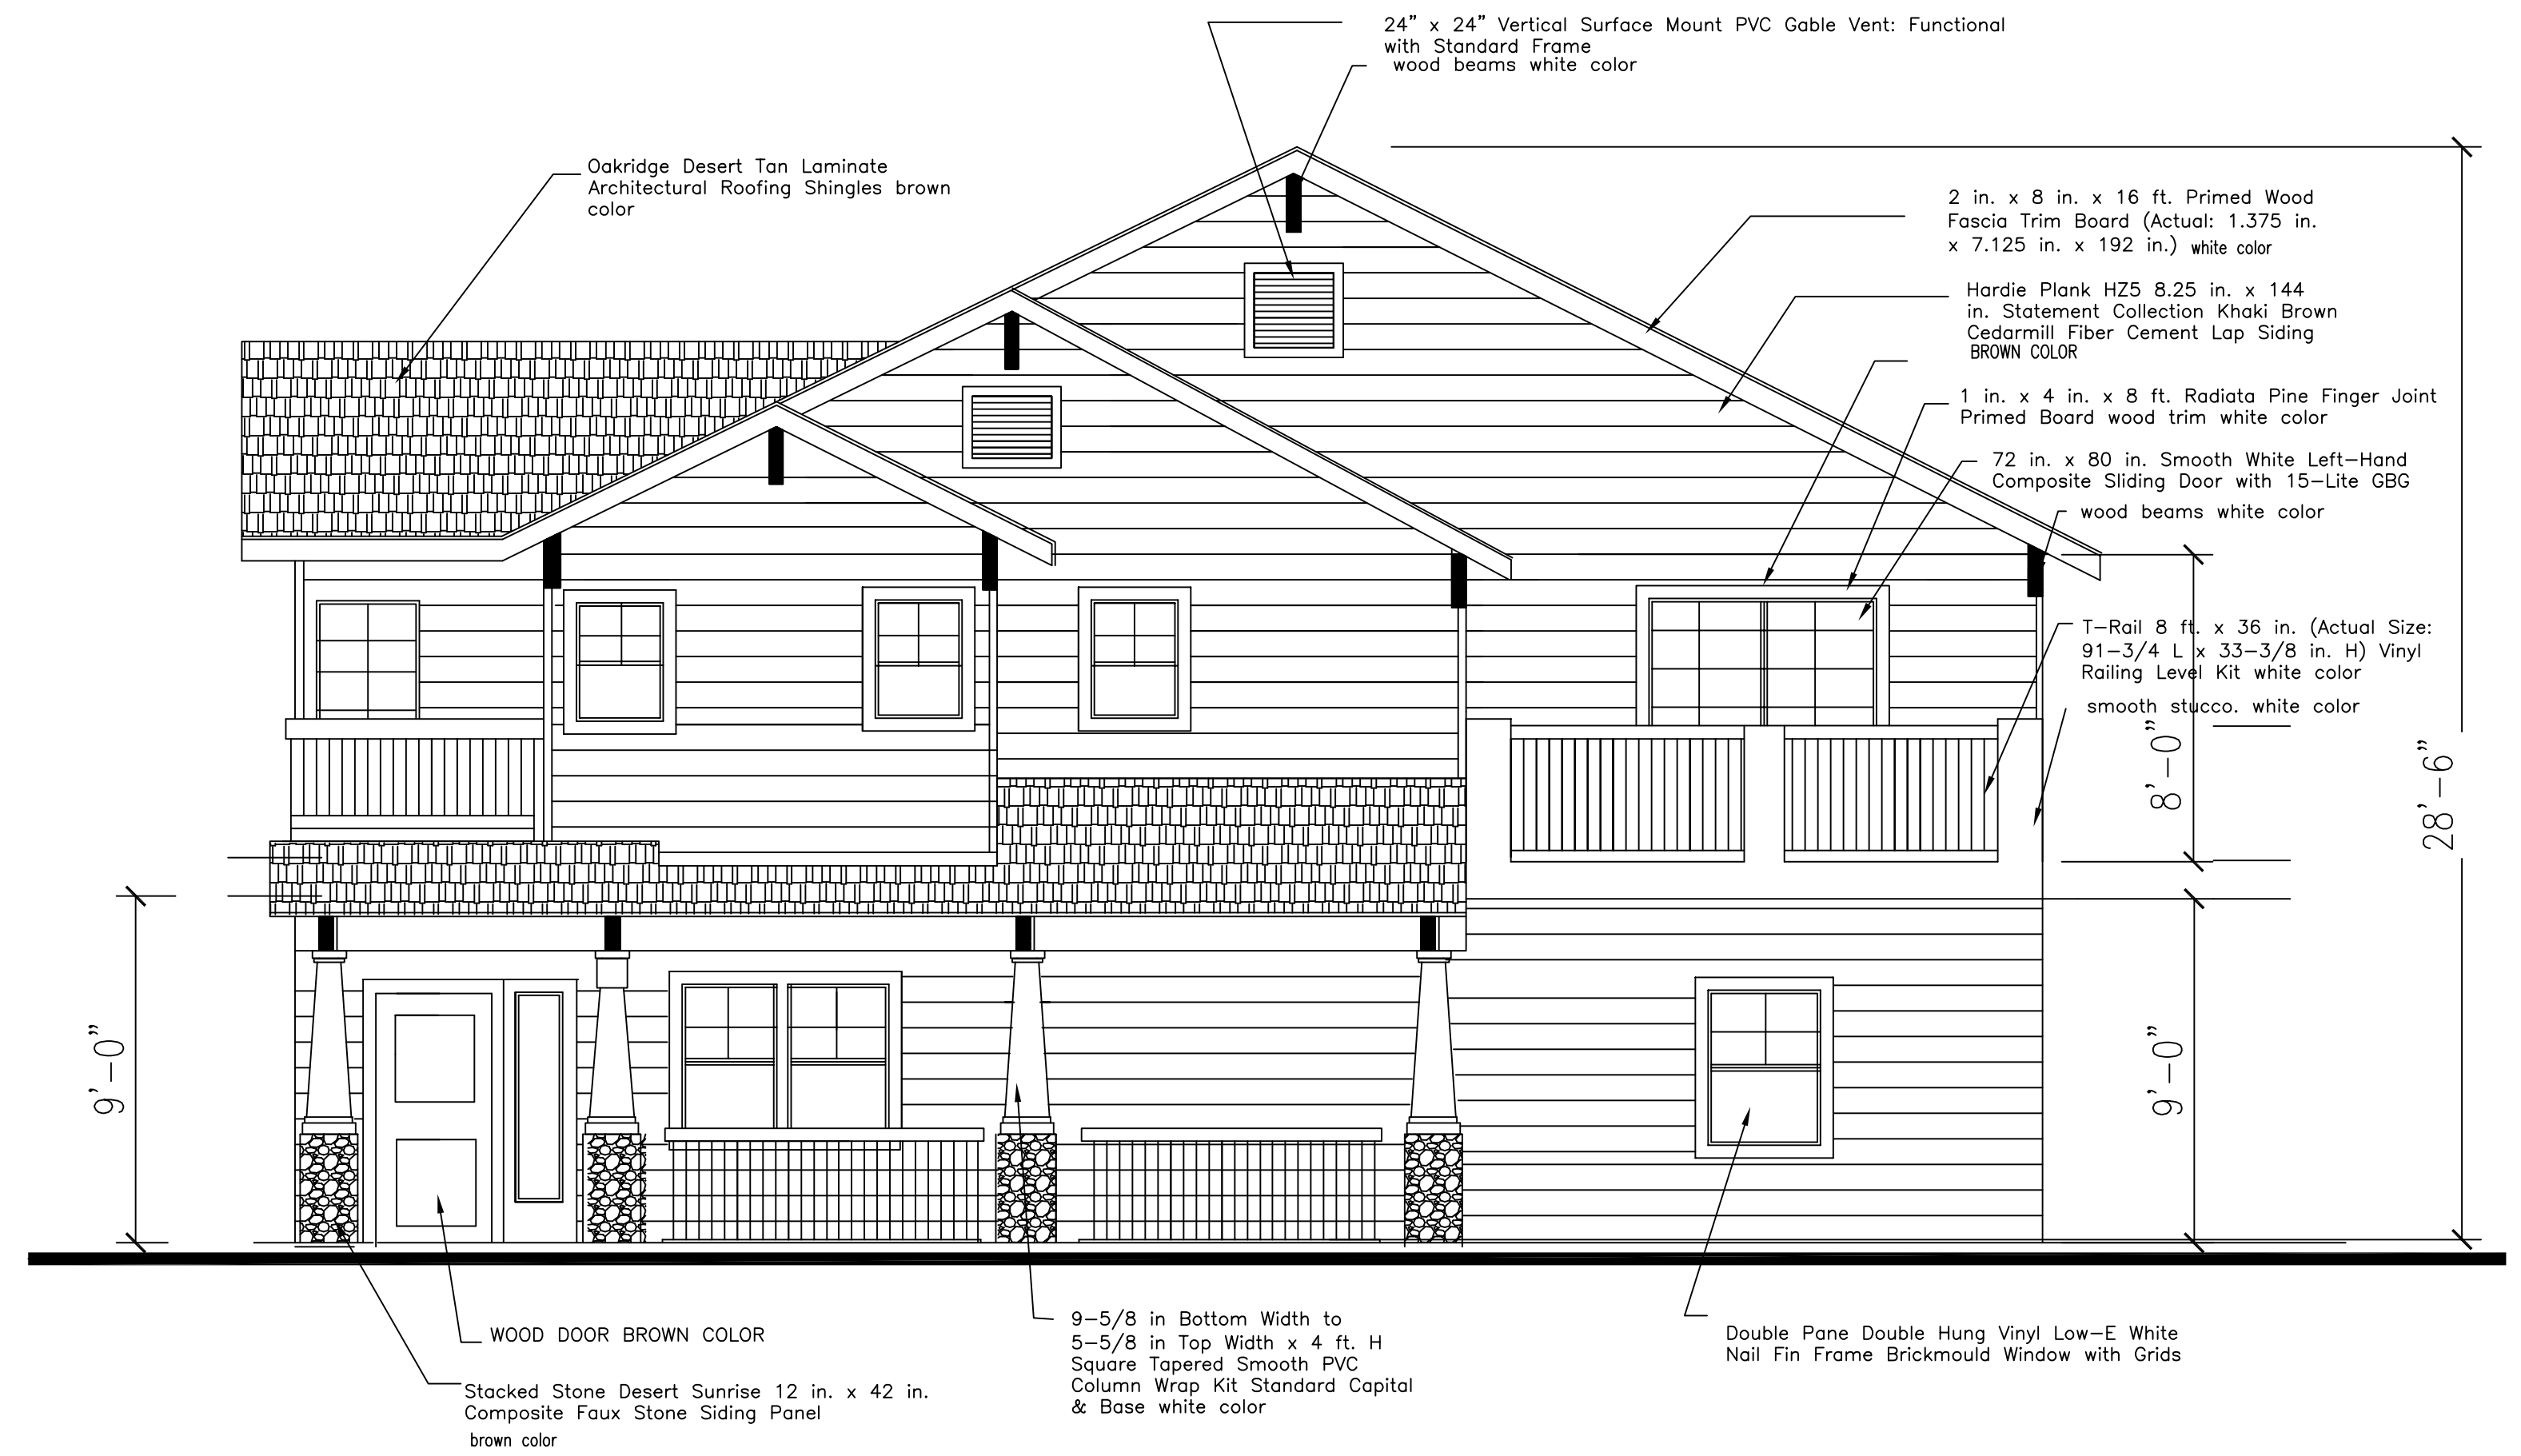 24” x 24” Vertical Surface Mount PVC Gable Vent: Functional
with Standard Frame
wood beams white color
Oakridge Desert Tan Laminate
Architectural Roofing Shingles brown
color
2 in. x 8 in. x 16 ft. Primed Wood
Fascia Trim Board (Actual: 1.375 in.
x 7.125 in. x 192 in.) white color
Hardie Plank HZ5 8.25 in. x 144
in. Statement Collection Khaki Brown
Cedarmill Fiber Cement Lap Siding
BROWN COLOR
1 in. x 4 in. x 8 ft. Radiata Pine Finger Joint
Primed Board wood trim white color
72 in. x 80 in. Smooth White Left-Hand
Composite Sliding Door with 15-Lite GBG
wood beams white color
T-Rail 8 ft. x 36 in. (Actual Size:
91-3/4 L x 33-3/8 in. H) Vinyl
Railing Level Kit white color
smooth stucco. white color
8’-0”
28’-6”
9’-0”
9’-0”
WOOD DOOR BROWN COLOR
Stacked Stone Desert Sunrise 12 in. x 42 in.
Composite Faux Stone Siding Panel
brown color
9-5/8 in Bottom Width to
5-5/8 in Top Width x 4 ft. H
Square Tapered Smooth PVC
Column Wrap Kit Standard Capital
& Base white color
Double Pane Double Hung Vinyl Low-E White
Nail Fin Frame Brickmould Window with Grids